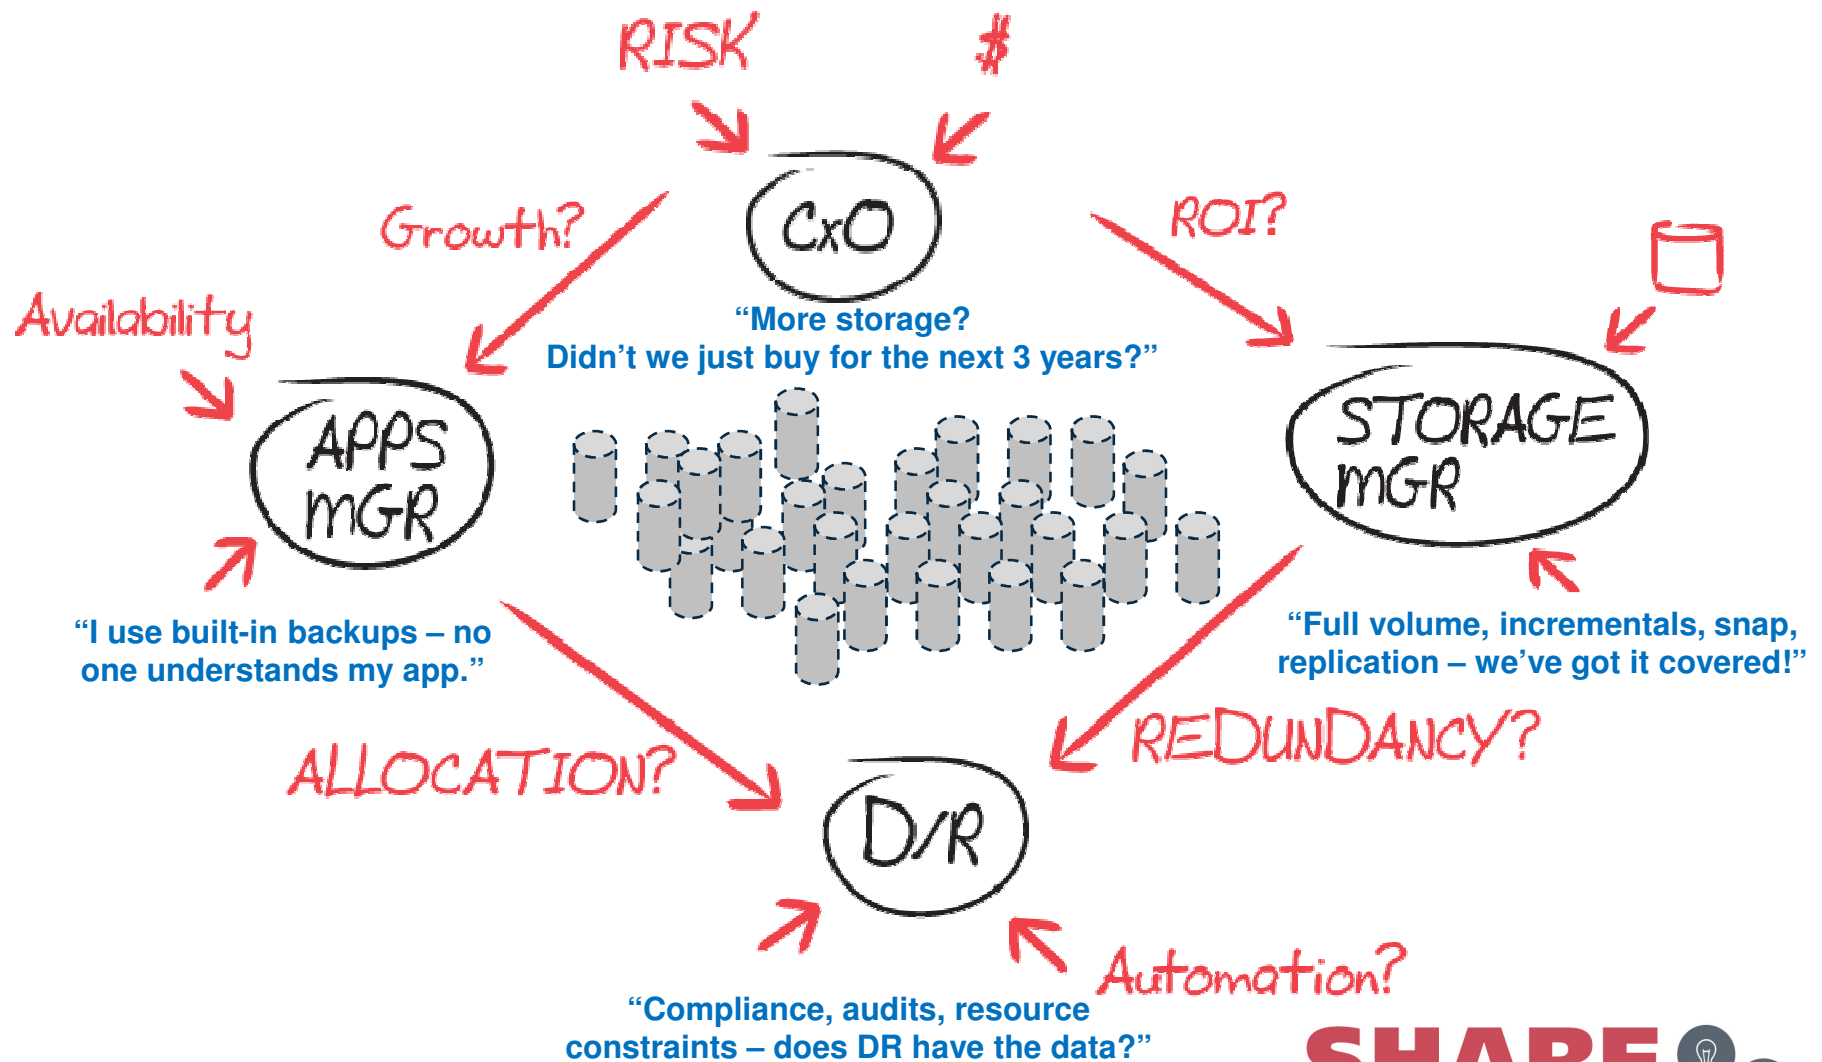 RISK
$
CxO
Growth?
ROI?
Availability
“More storage?
Didn’t we just buy for the next 3 years?”
APPS
mGR
STORAGE
mGR
“I use built-in backups – no
one understands my app.”
“Full volume, incrementals, snap,
replication – we’ve got it covered!”
ALLOCATION?
REDUNDANCY?
D/R
Automation?
“Compliance, audits, resource
constraints – does DR have the data?”
SHARE